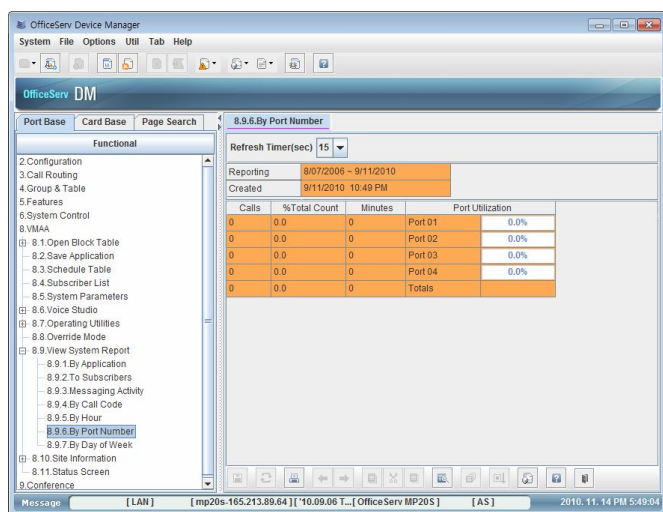 OfficeServ Device Manager
System File Options Util Tab Help
OfficeServ DM
Port Base Card Base Page Search
Functional
2.Configuration
3.Call Routing
4.Group & Table
5.Features
6.System Control
8.VMAA
8.1.Open Block Table
8.2.Save Application
8.3.Schedule Table
8.4.Subscriber List
8.5.System Parameters
8.6.Voice Studio
8.7.Operating Utilities
8.8.Override Mode
8.9.View System Report
8.9.1.By Application
8.9.2.To Subscribers
8.9.3.Messaging Activity
8.9.4.By Call Code
8.9.5.By Hour
8.9.6.By Port Number
8.9.7.By Day of Week
8.10.Site Information
8.11.Status Screen
9.Conference
8.9.6.By Port Number
Refresh Timer(sec) 15
Reporting 8/07/2006 ~ 9/11/2010
Created 9/11/2010 10:49 PM
Calls %Total Count Minutes Port Utilization
0 0.0 0 Port 01 0.0%
0 0.0 0 Port 02 0.0%
0 0.0 0 Port 03 0.0%
0 0.0 0 Port 04 0.0%
0 0.0 0 Totals
Message [ LAN ] [ mp20s-165.213.89.64 ] [ '10.09.06 T...[ OfficeServ MP20S ] [ AS ] 2010. 11. 14 PM 5:49:04